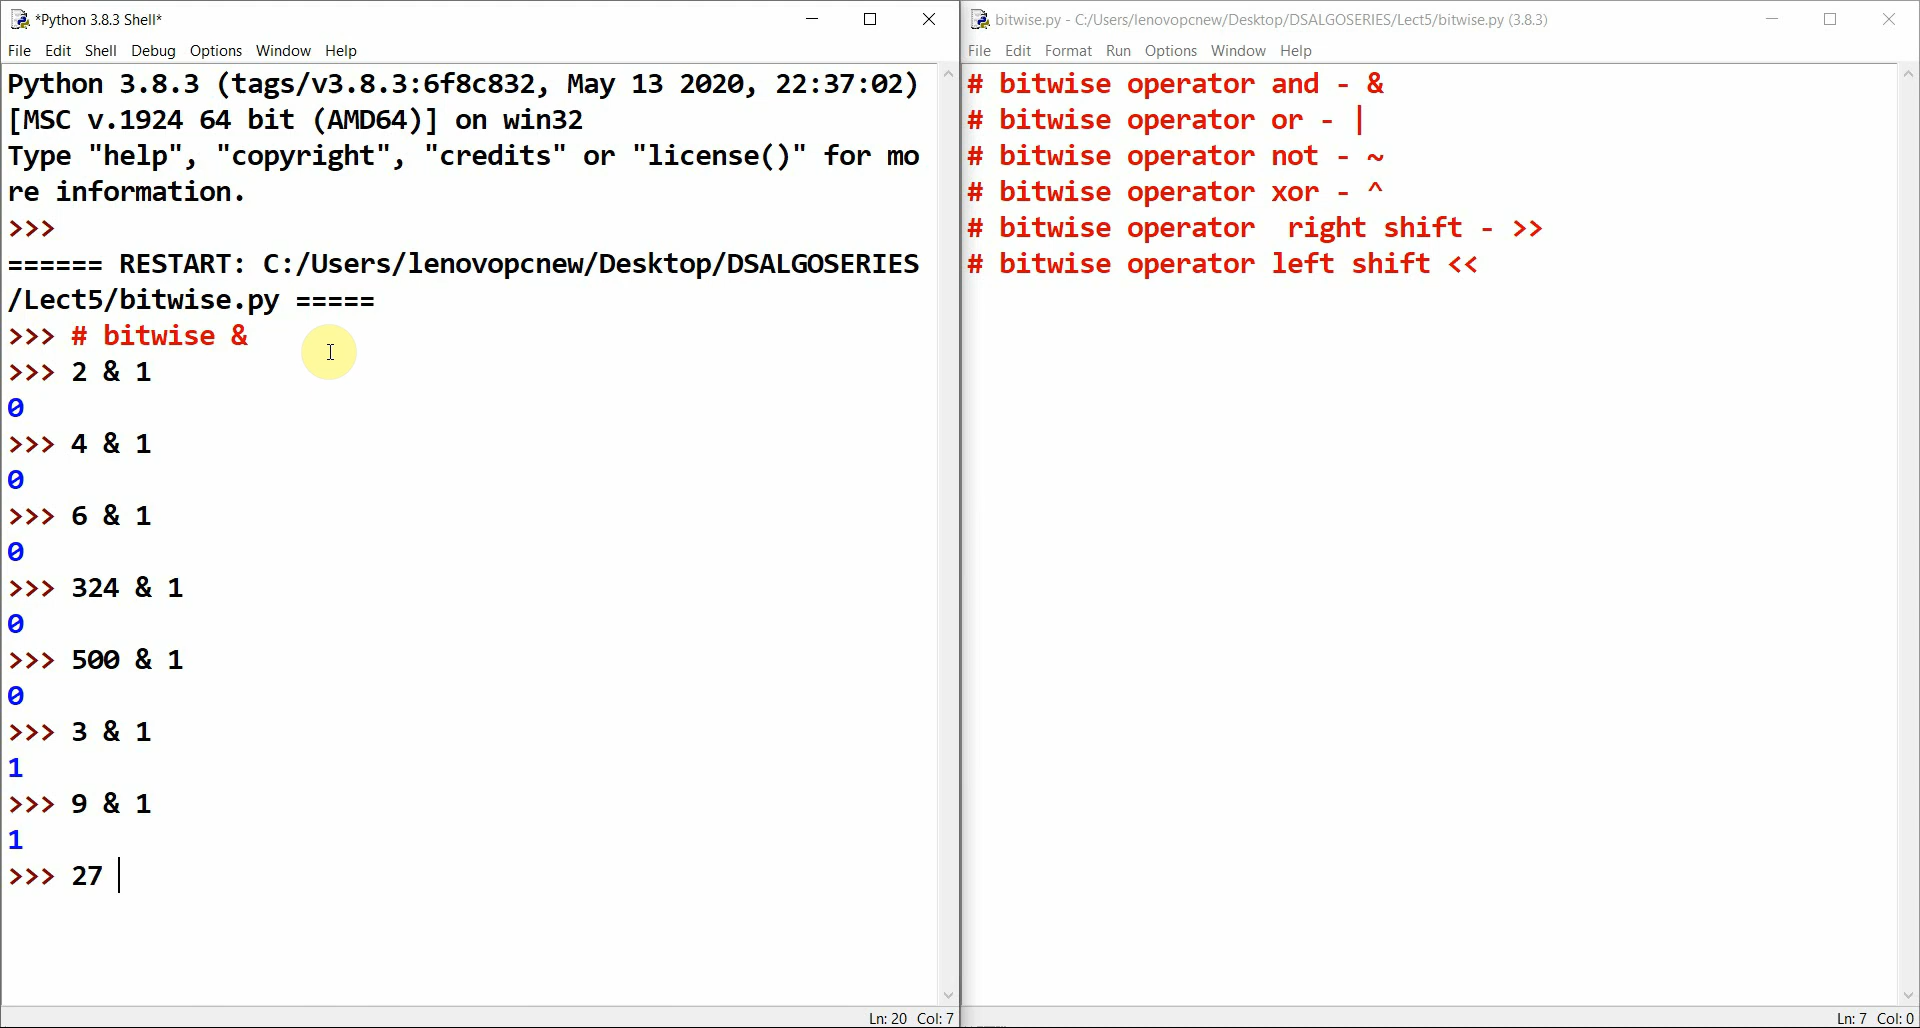 *Python 3.8.3 Shell*
File Edit Shell Debug Options Window Help
Python 3.8.3 (tags/v3.8.3:6f8c832, May 13 2020, 22:37:02)
[MSC v.1924 64 bit (AMD64)] on win32
Type "help", "copyright", "credits" or "license()" for mo
re information.
>>>
====== RESTART: C:/Users/lenovopcnew/Desktop/DSALGOSERIES
/Lect5/bitwise.py =====
>>> # bitwise &
>>> 2 & 1
0
>>> 4 & 1
0
>>> 6 & 1
0
>>> 324 & 1
0
>>> 500 & 1
0
>>> 3 & 1
1
>>> 9 & 1
1
>>> 27
Ln: 20 Col: 7
bitwise.py - C:/Users/lenovopcnew/Desktop/DSALGOSERIES/Lect5/bitwise.py (3.8.3)
File Edit Format Run Options Window Help
# bitwise operator and - &
# bitwise operator or - |
# bitwise operator not - ~
# bitwise operator xor - ^
# bitwise operator  right shift - >>
# bitwise operator left shift <<
Ln: 7 Col: 0